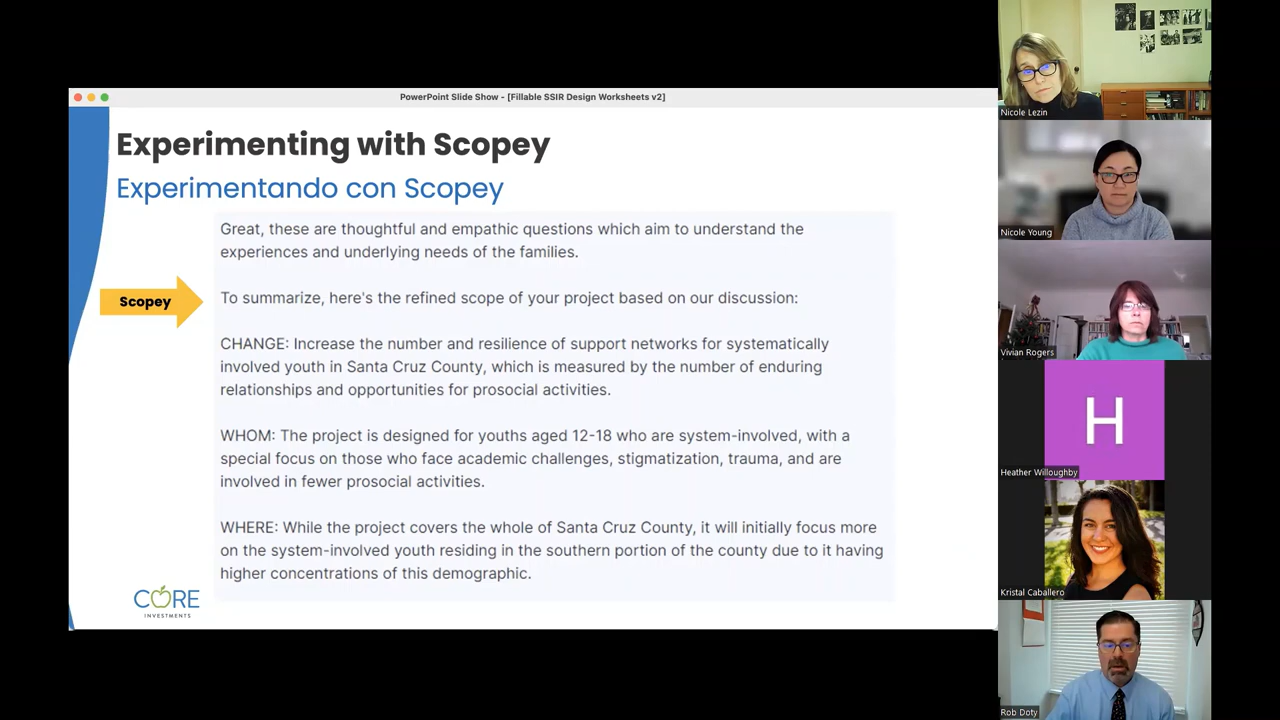 PowerPoint Slide Show - [Fillable SSIR Design Worksheets v2]
Experimenting with Scopey
Experimentando con Scopey
Great, these are thoughtful and empathic questions which aim to understand the
experiences and underlying needs of the families.
Scopey
To summarize, here's the refined scope of your project based on our discussion:
CHANGE: Increase the number and resilience of support networks for systematically
involved youth in Santa Cruz County, which is measured by the number of enduring
relationships and opportunities for prosocial activities.
WHOM: The project is designed for youths aged 12-18 who are system-involved, with a
special focus on those who face academic challenges, stigmatization, trauma, and are
involved in fewer prosocial activities.
WHERE: While the project covers the whole of Santa Cruz County, it will initially focus more
on the system-involved youth residing in the southern portion of the county due to it having
higher concentrations of this demographic.
CORE
INVESTMENTS
Nicole Lezin
Nicole Young
Vivian Rogers
H
Heather Willoughby
Kristal Caballero
Rob Doty